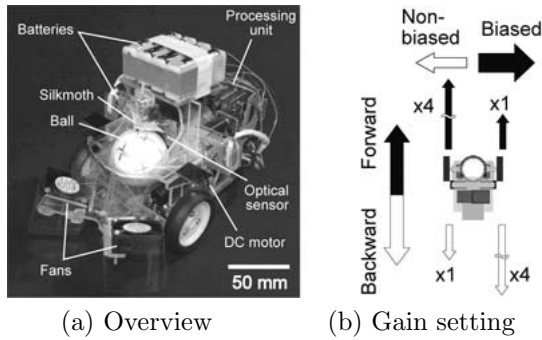 Batteries
Processing
unit
Silkmoth
Ball
Optical
sensor
DC motor
Fans
50 mm
(a) Overview
Non-
biased
Biased
x4
x1
Forward
Backward
x1
x4
(b) Gain setting